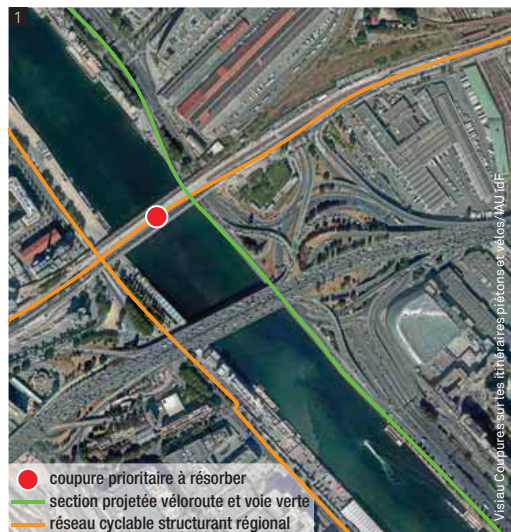 1
Visiau Coupures sur les itinéraires piétons et vélos/IAU îdF
coupure prioritaire à résorber
section projetée véloroute et voie verte
réseau cyclable structurant régional